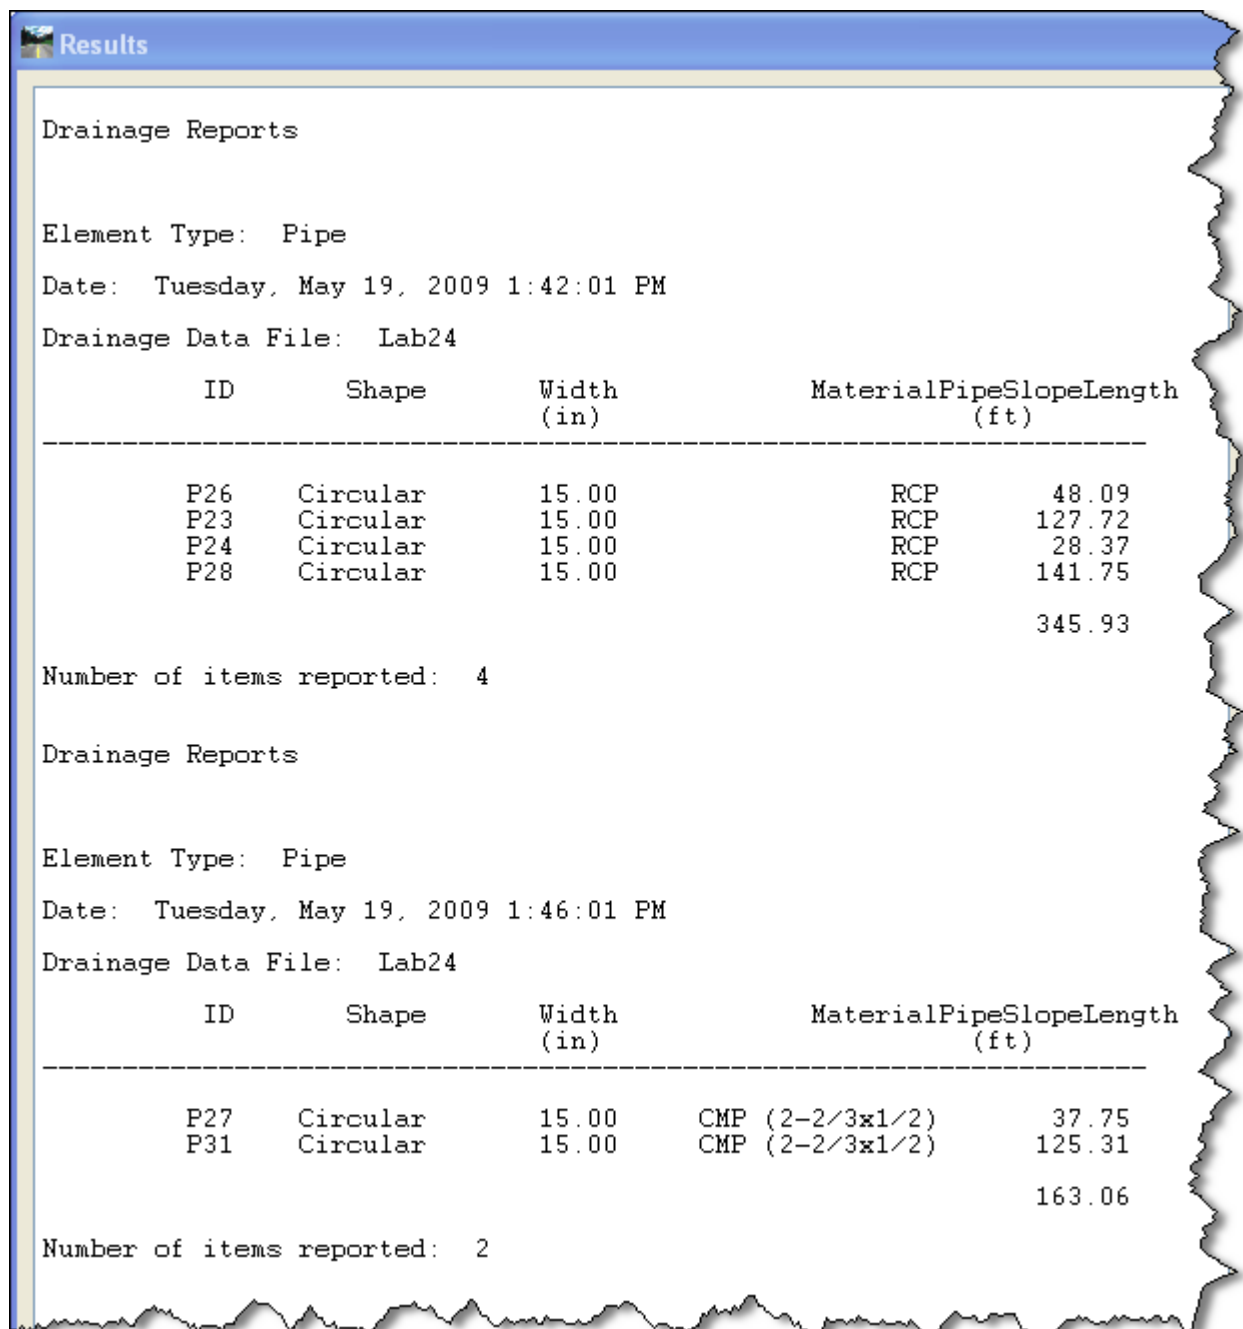 Results
Drainage Reports
Element Type:  Pipe
Date:  Tuesday, May 19, 2009 1:42:01 PM
Drainage Data File:  Lab24
ID Shape Width MaterialPipeSlopeLength
(in) (ft)
P26 Circular 15.00 RCP 48.09
P23 Circular 15.00 RCP 127.72
P24 Circular 15.00 RCP 28.37
P28 Circular 15.00 RCP 141.75
345.93
Number of items reported:  4
Drainage Reports
Element Type:  Pipe
Date:  Tuesday, May 19, 2009 1:46:01 PM
Drainage Data File:  Lab24
ID Shape Width MaterialPipeSlopeLength
(in) (ft)
P27 Circular 15.00 CMP (2-2/3x1/2) 37.75
P31 Circular 15.00 CMP (2-2/3x1/2) 125.31
163.06
Number of items reported:  2